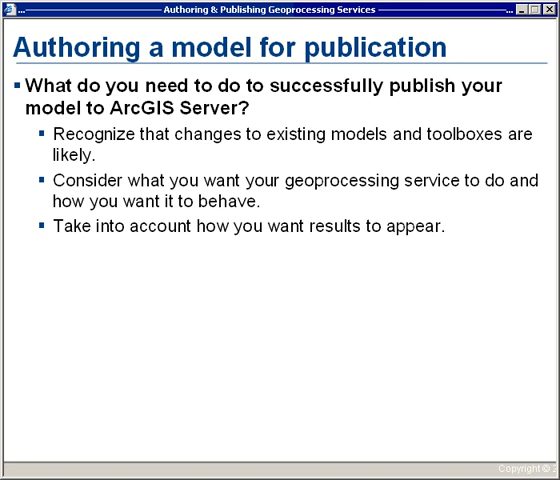 ... Authoring & Publishing Geoprocessing Services ...
Authoring a model for publication
▪ What do you need to do to successfully publish your
model to ArcGIS Server?
▪ Recognize that changes to existing models and toolboxes are
likely.
▪ Consider what you want your geoprocessing service to do and
how you want it to behave.
▪ Take into account how you want results to appear.
Copyright © 2